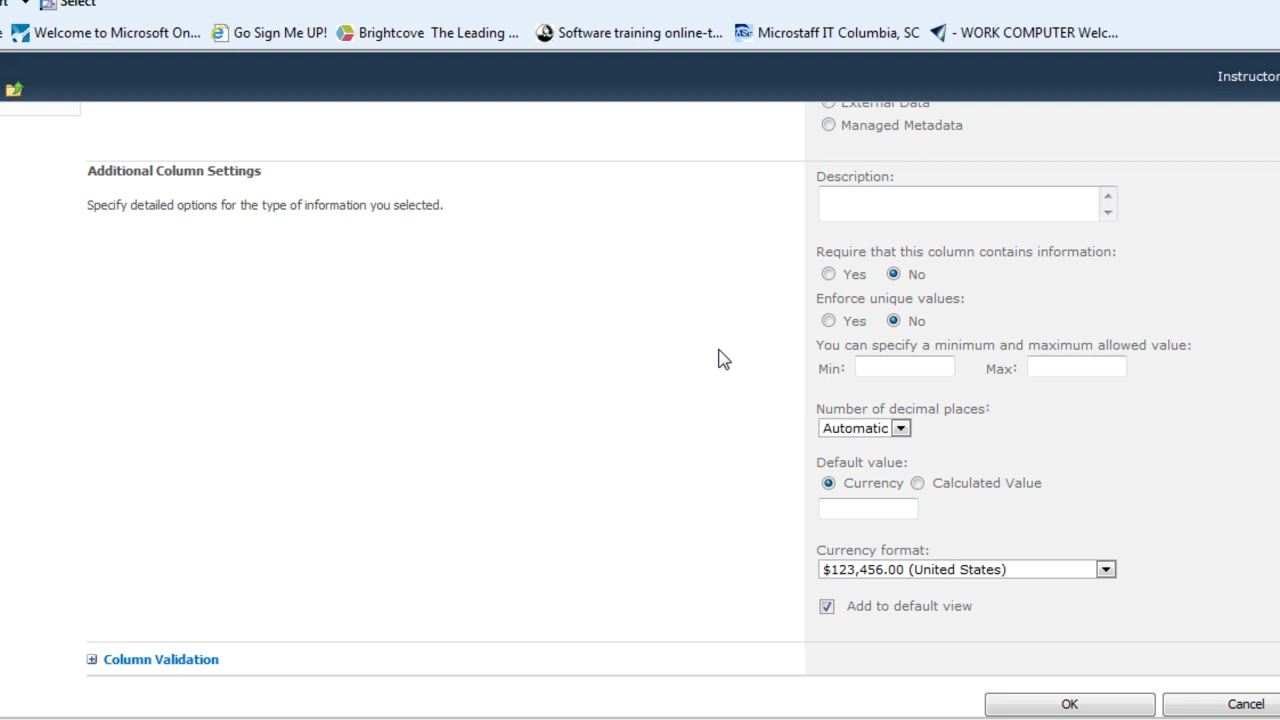 Select
Welcome to Microsoft On... Go Sign Me UP! Brightcove The Leading ... Software training online-t... Microstaff IT Columbia, SC - WORK COMPUTER Welc...
Instructor
External Data
Managed Metadata
Additional Column Settings
Description:
Specify detailed options for the type of information you selected.
Require that this column contains information:
Yes No
Enforce unique values:
Yes No
You can specify a minimum and maximum allowed value:
Min: Max:
Number of decimal places:
Automatic
Default value:
Currency Calculated Value
Currency format:
$123,456.00 (United States)
Add to default view
Column Validation
OK Cancel